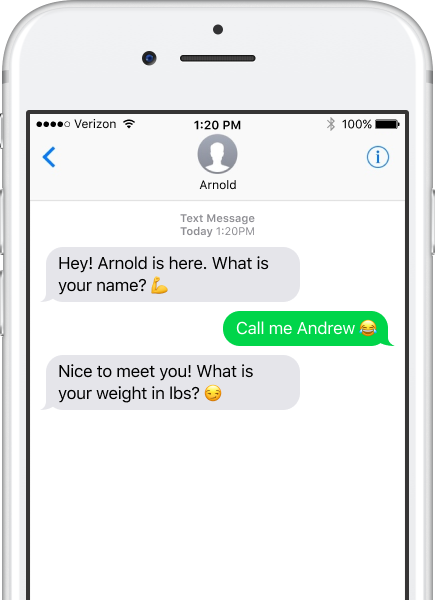 ●●●●○ Verizon 1:20 PM 100%
Arnold
Text Message
Today 1:20PM
Hey! Arnold is here. What is
your name? 💪
Call me Andrew 😂
Nice to meet you! What is
your weight in lbs? 😏